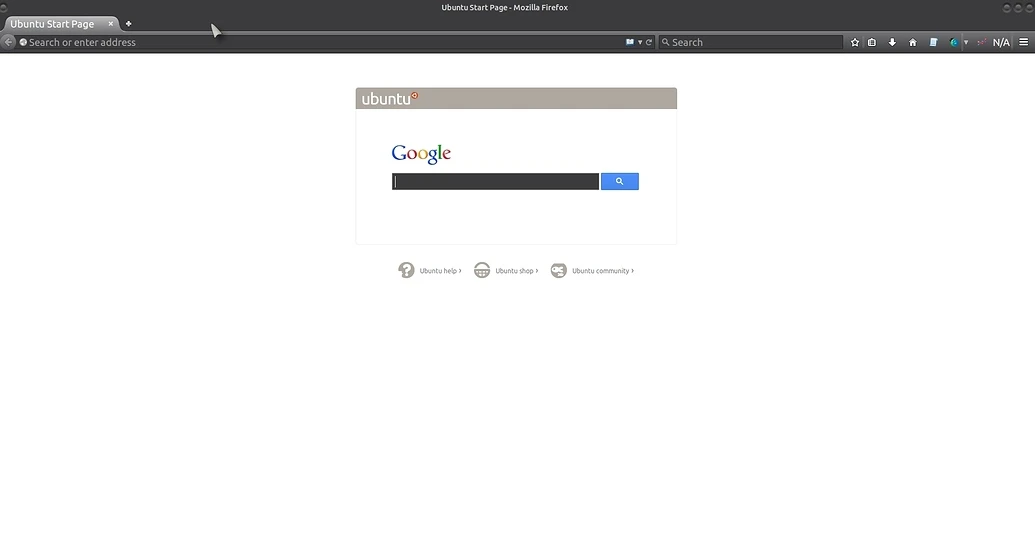 Ubuntu Start Page - Mozilla Firefox
Ubuntu Start Page
Search or enter address
Search
N/A
ubuntu
Google
Ubuntu help ›
Ubuntu shop ›
Ubuntu community ›